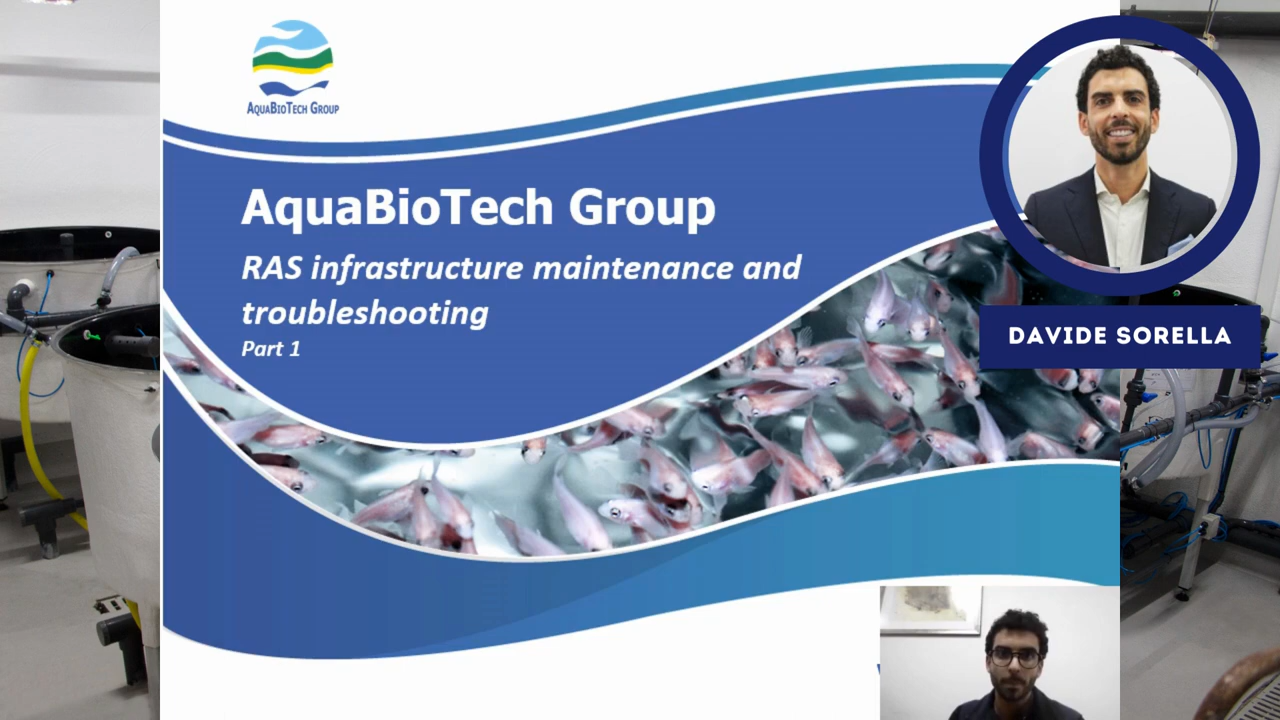 AQUABIOTECH GROUP
AquaBioTech Group
RAS infrastructure maintenance and
troubleshooting
Part 1
DAVIDE SORELLA